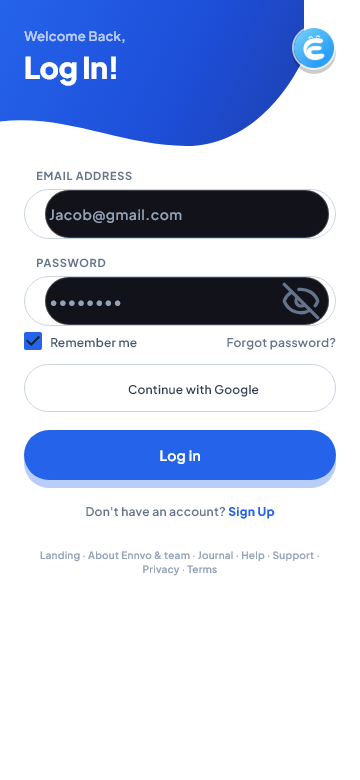 Welcome Back,
Log In!
EMAIL ADDRESS
Jacob@gmail.com
PASSWORD
••••••••
Remember me
Forgot password?
Continue with Google
Log in
Don't have an account? Sign Up
Landing · About Ennvo & team · Journal · Help · Support ·
Privacy · Terms